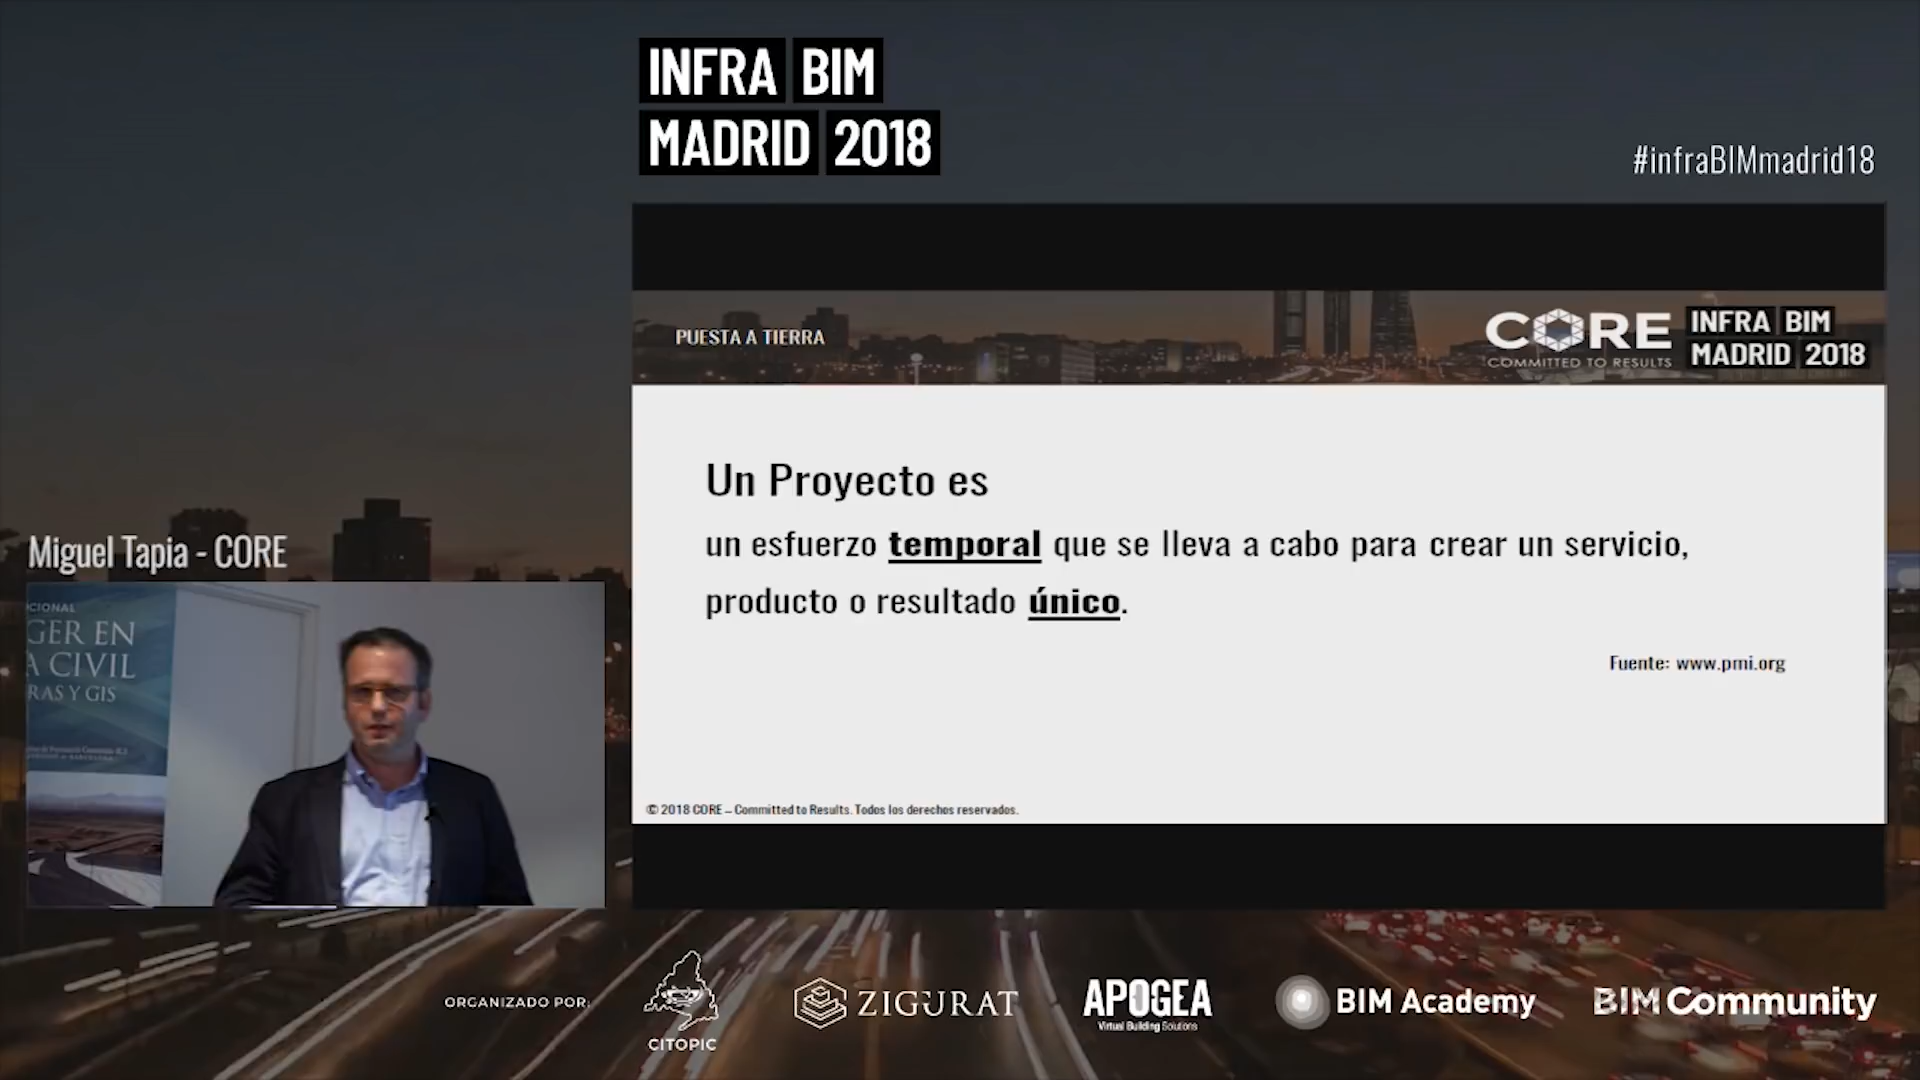 INFRA BIM
MADRID 2018
#infraBIMmadrid18
PUESTA A TIERRA
CORE
COMMITTED TO RESULTS
INFRA BIM
MADRID 2018
Un Proyecto es
un esfuerzo temporal que se lleva a cabo para crear un servicio,
producto o resultado único.
Fuente: www.pmi.org
© 2018 CORE – Committed to Results. Todos los derechos reservados.
Miguel Tapia - CORE
CIONAL
GER EN
A CIVIL
RAS Y GIS
ORGANIZADO POR:
CITOPIC
ZIGURAT
APOGEA
Virtual Building Solutions
BIM Academy
BIM Community